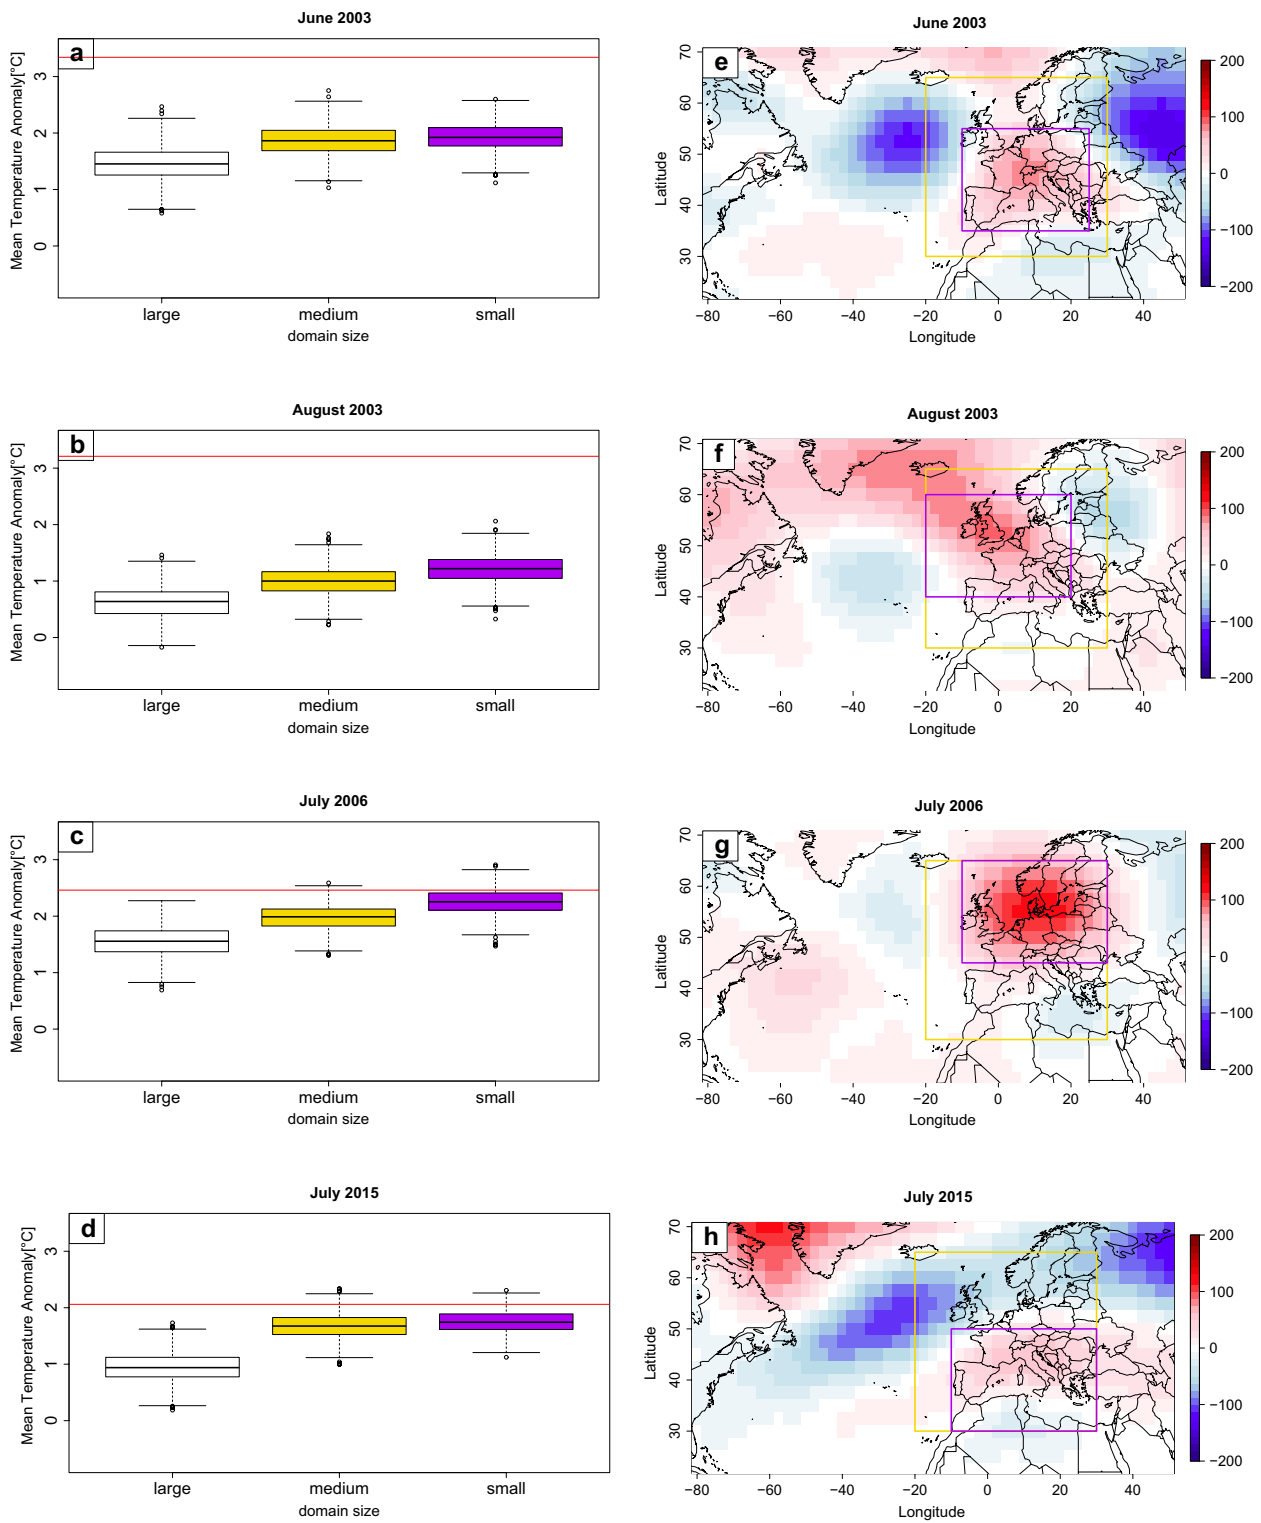 June 2003
a
Mean Temperature Anomaly[°C]
3
2
1
0
large medium small
domain size
June 2003
e
Latitude
70
60
50
40
30
−80 −60 −40 −20 0 20 40
Longitude
200
100
0
−100
−200
August 2003
b
Mean Temperature Anomaly[°C]
3
2
1
0
large medium small
domain size
August 2003
f
Latitude
70
60
50
40
30
−80 −60 −40 −20 0 20 40
Longitude
200
100
0
−100
−200
July 2006
c
Mean Temperature Anomaly[°C]
3
2
1
0
large medium small
domain size
July 2006
g
Latitude
70
60
50
40
30
−80 −60 −40 −20 0 20 40
Longitude
200
100
0
−100
−200
July 2015
d
Mean Temperature Anomaly[°C]
3
2
1
0
large medium small
domain size
July 2015
h
Latitude
70
60
50
40
30
−80 −60 −40 −20 0 20 40
Longitude
200
100
0
−100
−200